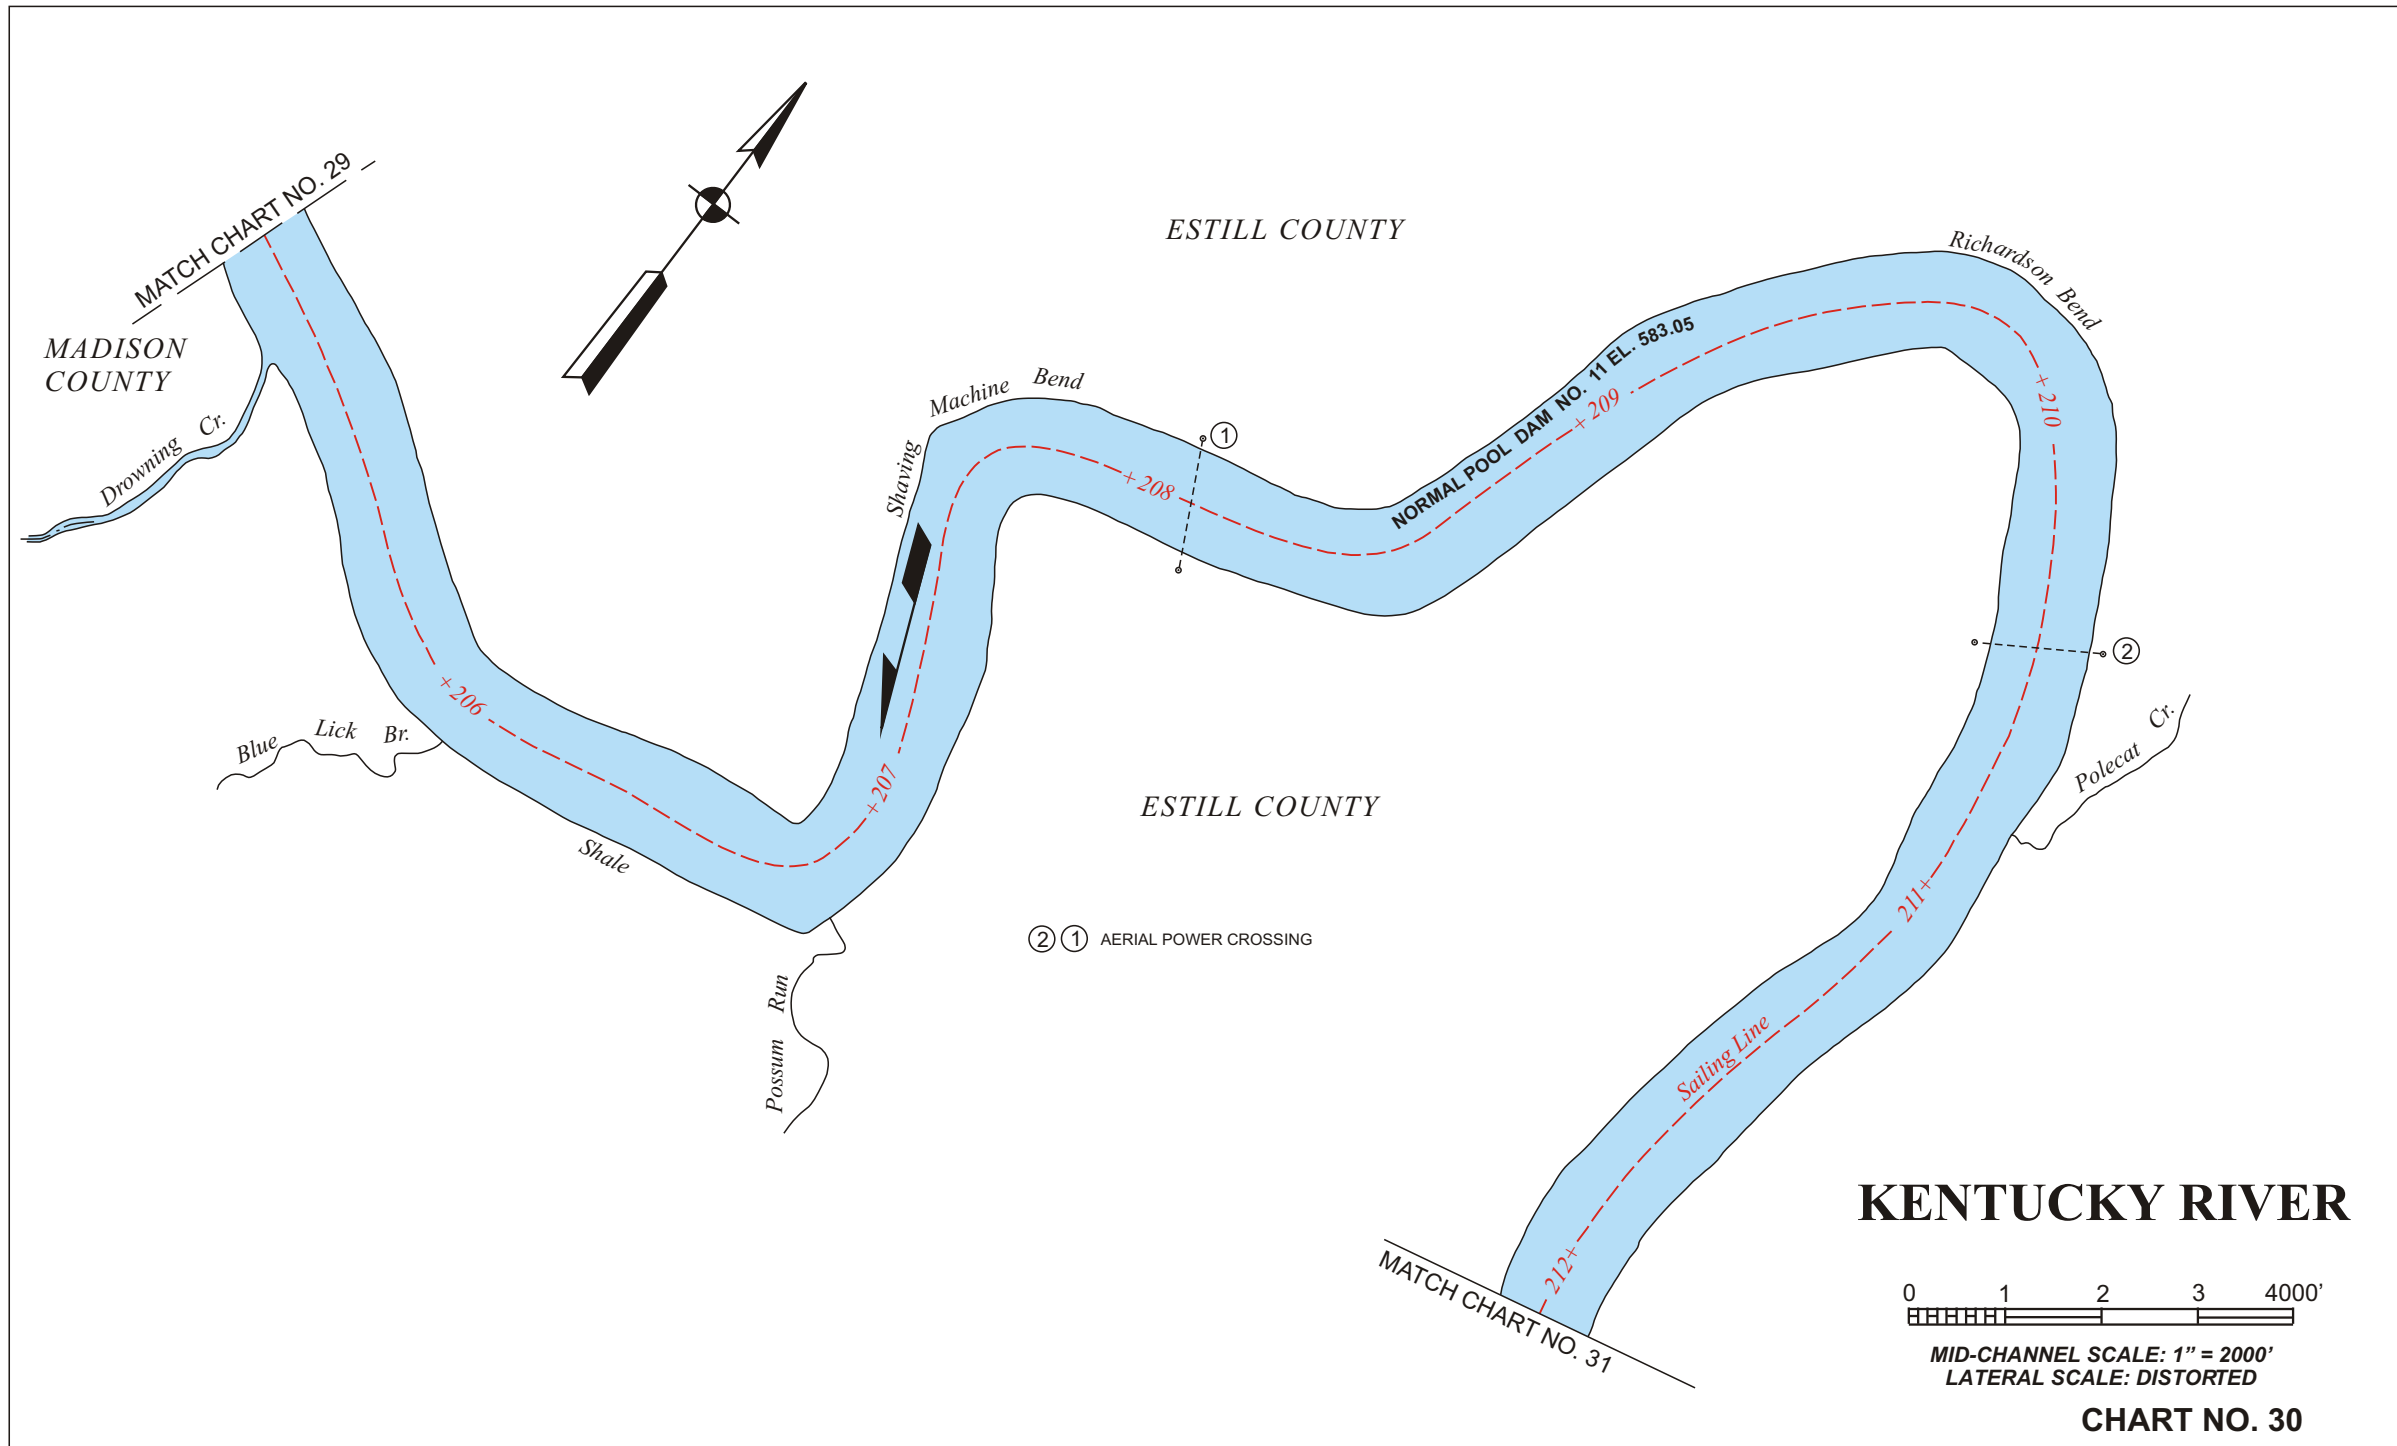 MATCH CHART NO. 29
MADISON
COUNTY
Drowning Cr.
ESTILL COUNTY
Richardson Bend
Shaving Machine Bend
1
NORMAL POOL DAM NO. 11 EL. 583.05
+ 209
+ 210
+ 208
2
+ 206
Blue Lick Br.
+ 207
Shale
ESTILL COUNTY
Polecat Cr.
211+
2 1 AERIAL POWER CROSSING
Possum Run
Sailing Line
212+
MATCH CHART NO. 31
KENTUCKY RIVER
0 1 2 3 4000’
MID-CHANNEL SCALE: 1” = 2000’
LATERAL SCALE: DISTORTED
CHART NO. 30